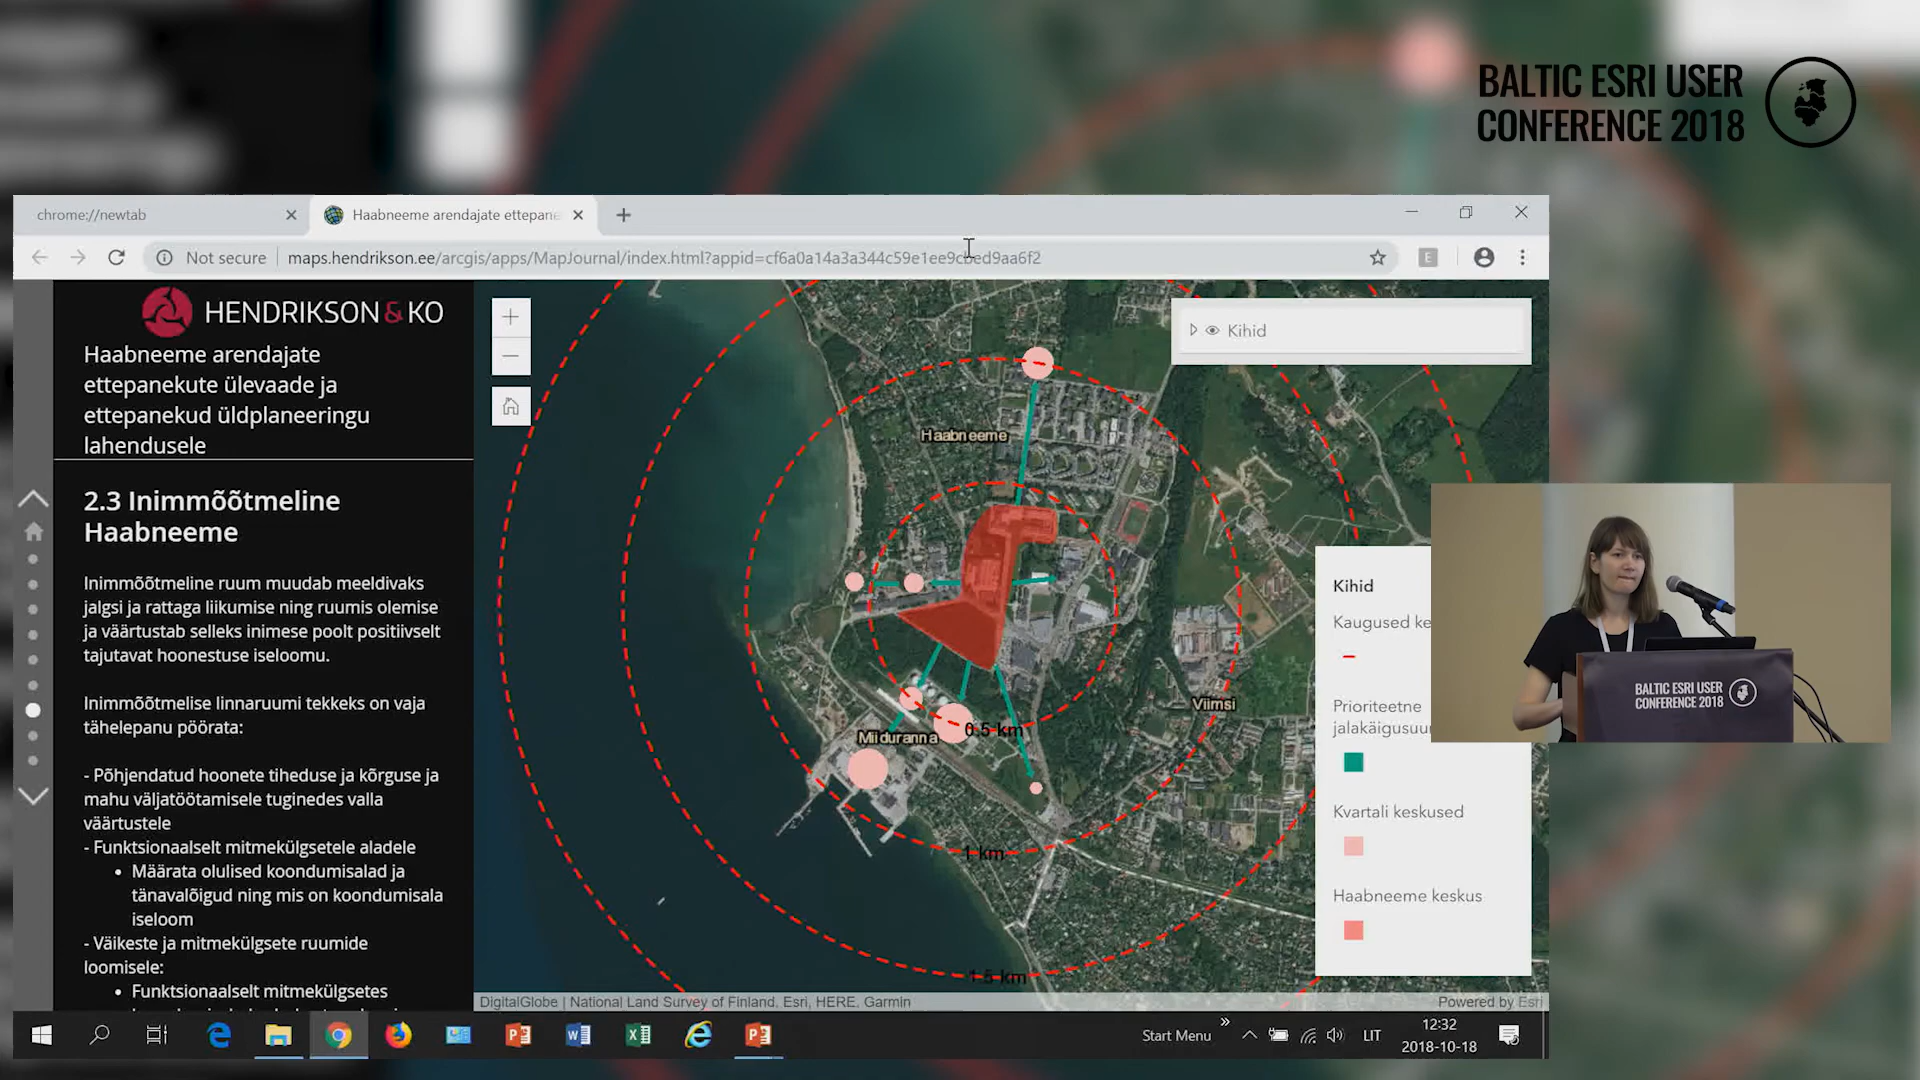 BALTIC ESRI USER
CONFERENCE 2018
chrome://newtab
Haabneeme arendajate ettepane
Not secure
maps.hendrikson.ee/arcgis/apps/MapJournal/index.html?appid=cf6a0a14a3a344c59e1ee9cbed9aa6f2
HENDRIKSON & KO
Haabneeme arendajate
ettepanekute ülevaade ja
ettepanekud üldplaneeringu
lahendusele
2.3 Inimmõõtmeline
Haabneeme
Inimmõõtmeline ruum muudab meeldivaks
jalgsi ja rattaga liikumise ning ruumis olemise
ja väärtustab selleks inimese poolt positiivselt
tajutavat hoonestuse iseloomu.
Inimmõõtmelise linnaruumi tekkeks on vaja
tähelepanu pöörata:
- Põhjendatud hoonete tiheduse ja kõrguse ja
mahu väljatöötamisele tuginedes valla
väärtustele
- Funktsionaalselt mitmekülgsetele aladele
• Määrata olulised koondumisalad ja
tänavalõigud ning mis on koondumisala
iseloom
- Väikeste ja mitmekülgsete ruumide
loomisele:
• Funktsionaalselt mitmekülgsetes
Kihid
Haabneeme
Viimsi
Miiduranna
0.5 km
1 km
1.5 km
Kihid
Kaugused ke
Prioriteetne
jalakäigusuu
Kvartali keskused
Haabneeme keskus
DigitalGlobe | National Land Survey of Finland, Esri, HERE, Garmin
Powered by Esri
BALTIC ESRI USER
CONFERENCE 2018
Start Menu
LIT
12:32
2018-10-18